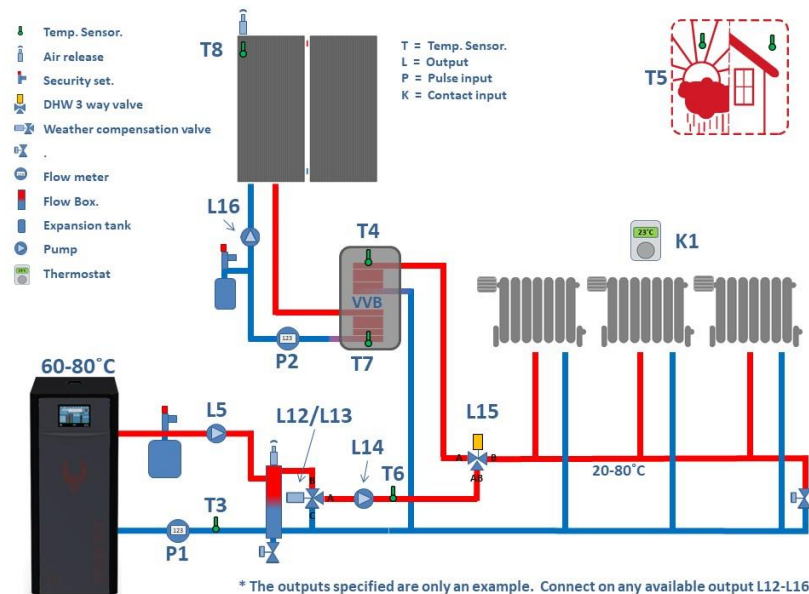 Temp. Sensor.
Air release
Security set.
DHW 3 way valve
Weather compensation valve
.
Flow meter
Flow Box.
Expansion tank
Pump
Thermostat
T8
T = Temp. Sensor.
L = Output
P = Pulse input
K = Contact input
T5
L16
T4
23°C
K1
VVB
123
P2
T7
60-80°C
L5
L12/L13
L14
T6
L15
A
B
AB
20-80°C
B
A
C
T3
123
P1
* The outputs specified are only an example. Connect on any available output L12-L16